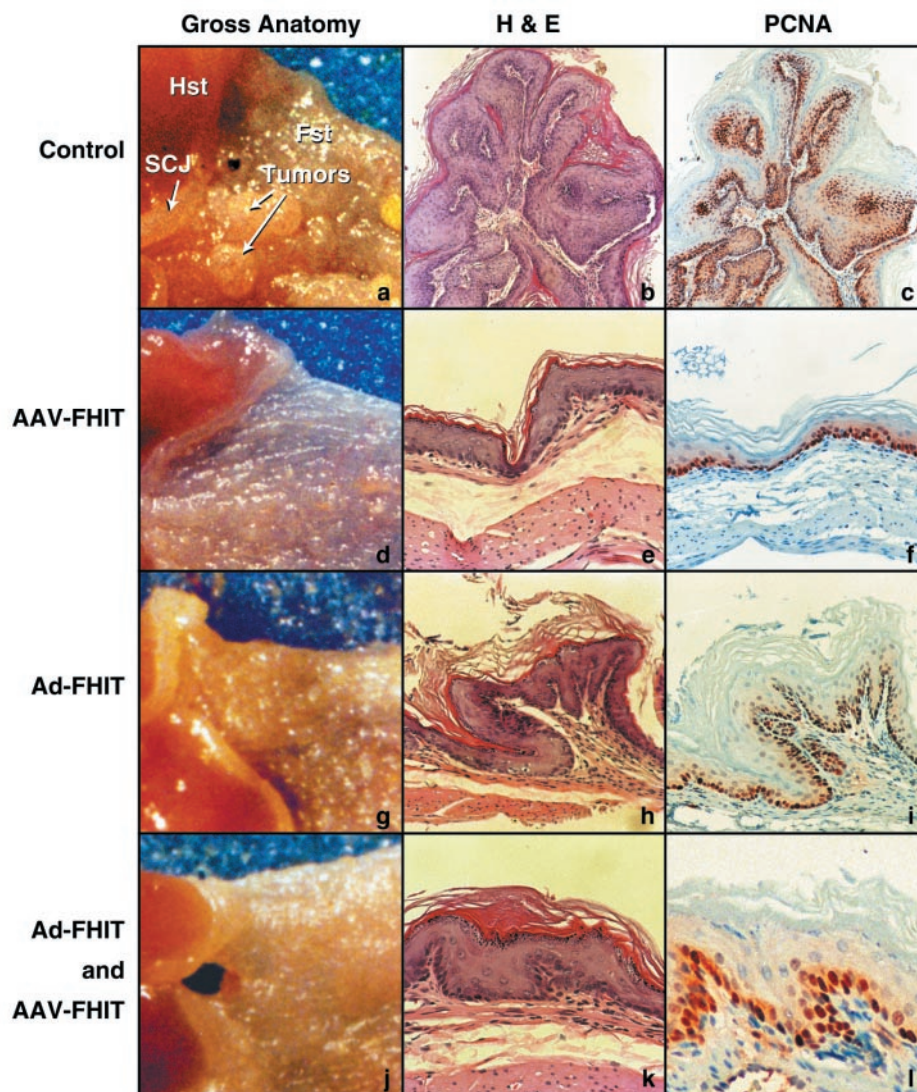 Gross Anatomy H & E PCNA
Control
Hst
Fst
SCJ
Tumors
a b c
AAV-FHIT
d e f
Ad-FHIT
g h i
Ad-FHIT
and
AAV-FHIT
j k l